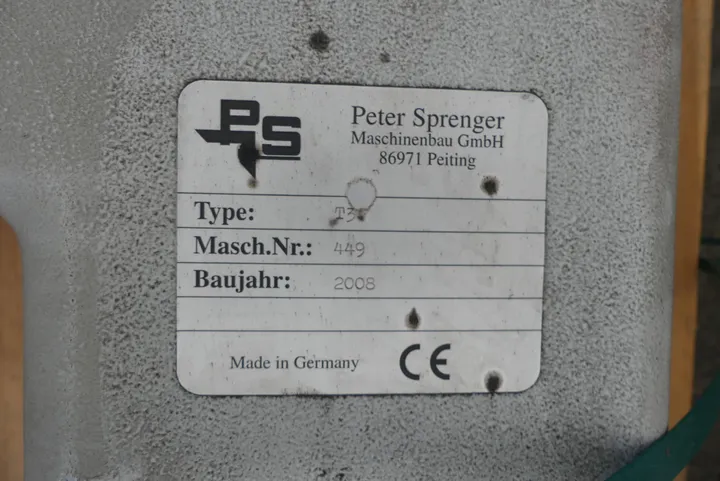 PS
Peter Sprenger
Maschinenbau GmbH
86971 Peiting
Type:
Masch.Nr.: 449
Baujahr: 2008
Made in Germany CE